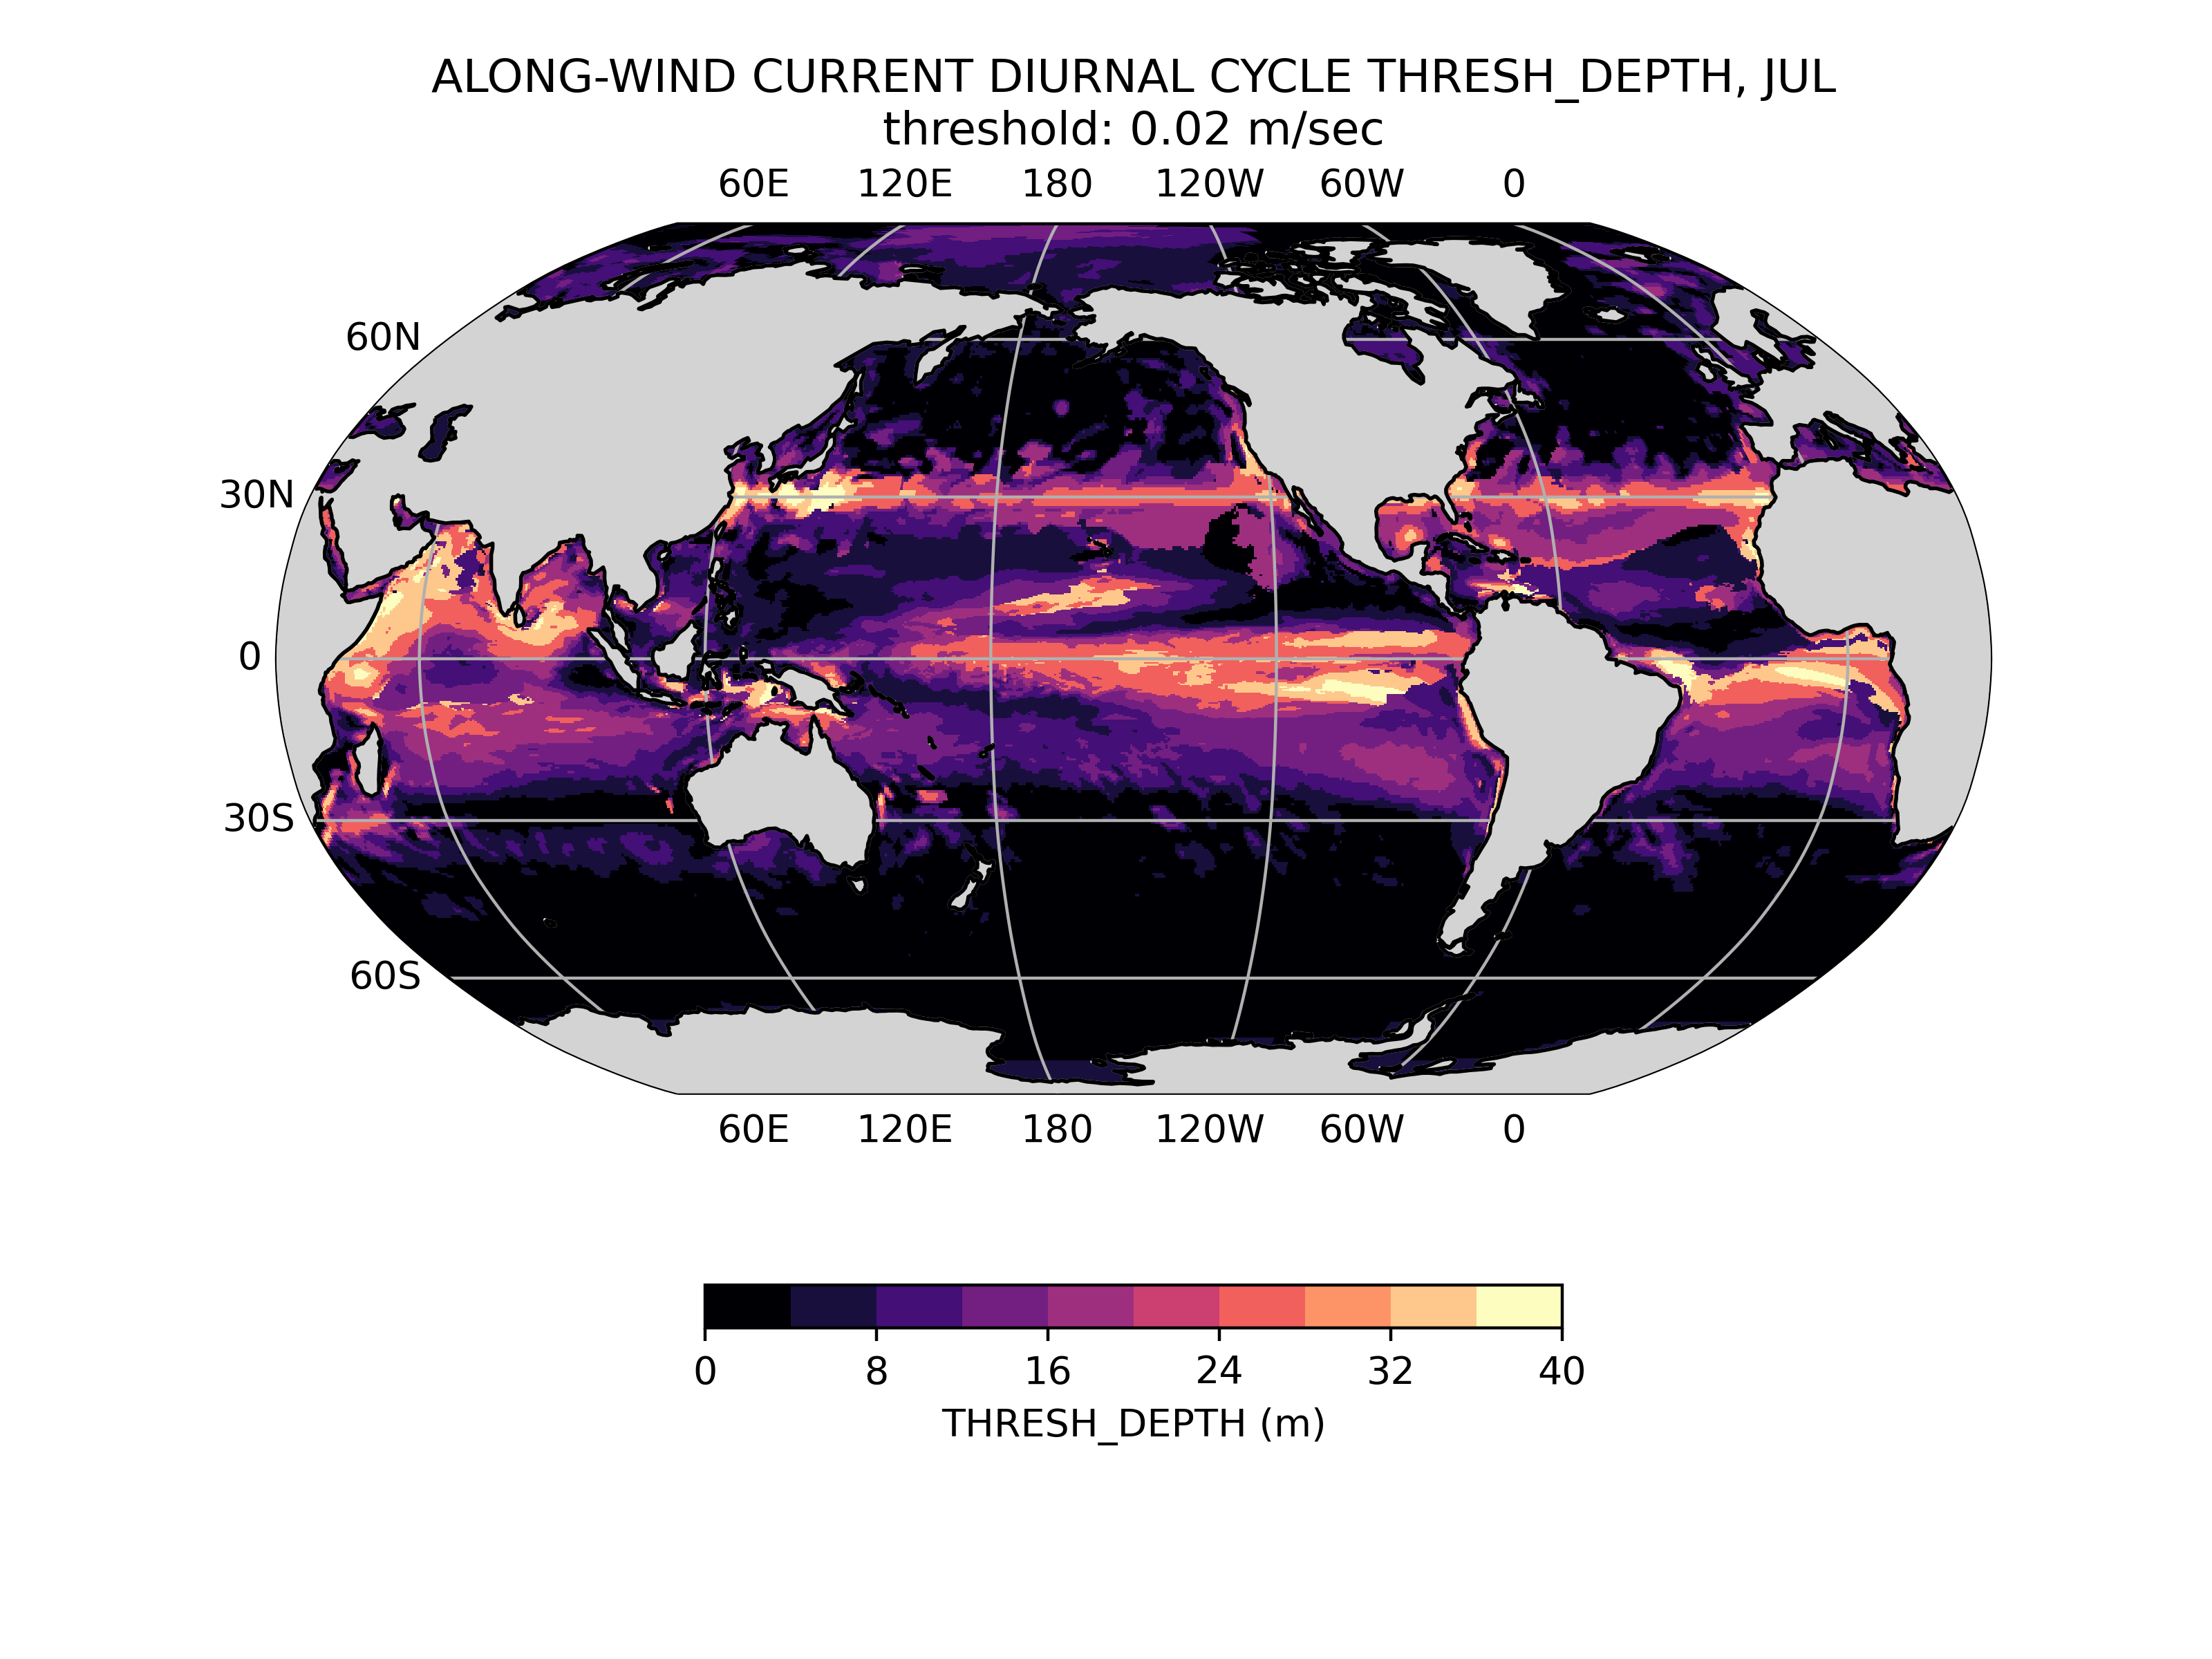 ALONG-WIND CURRENT DIURNAL CYCLE THRESH_DEPTH, JUL
threshold: 0.02 m/sec
60E 120E 180 120W 60W 0
60N
30N
0
30S
60S
60E 120E 180 120W 60W 0
0 8 16 24 32 40
THRESH_DEPTH (m)